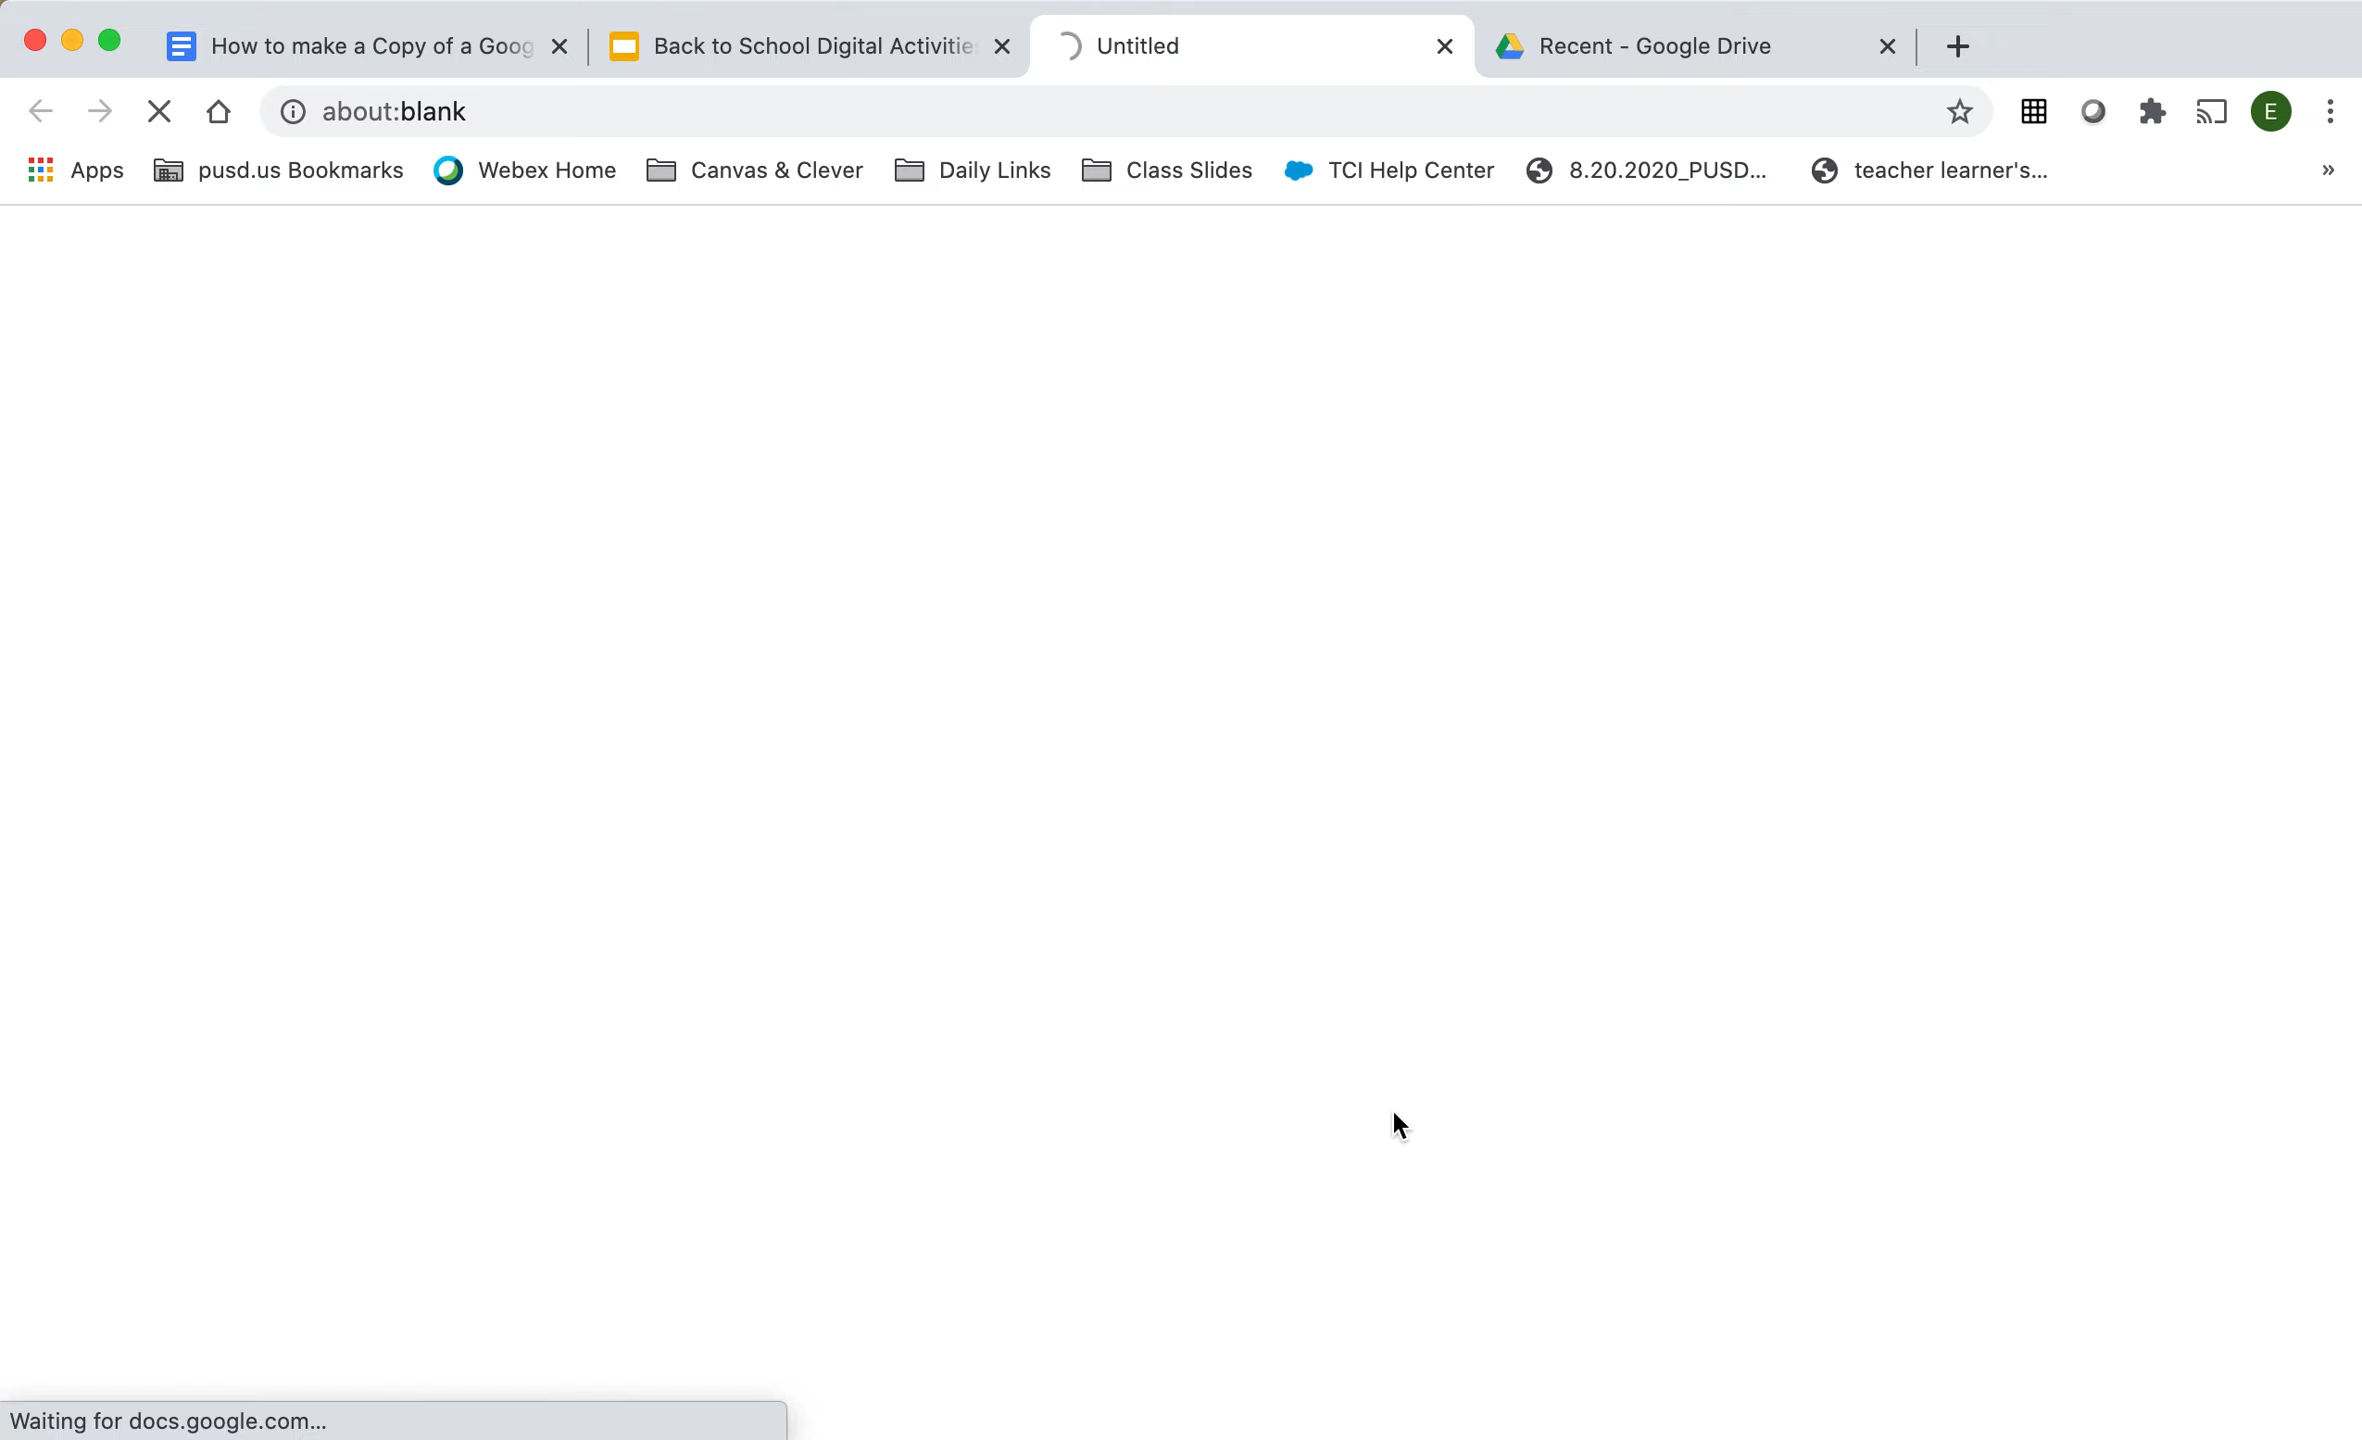 How to make a Copy of a Goog
Back to School Digital Activitie
Untitled
Recent - Google Drive
about:blank
E
Apps
pusd.us Bookmarks
Webex Home
Canvas & Clever
Daily Links
Class Slides
TCI Help Center
8.20.2020_PUSD...
teacher learner's...
»
Waiting for docs.google.com...